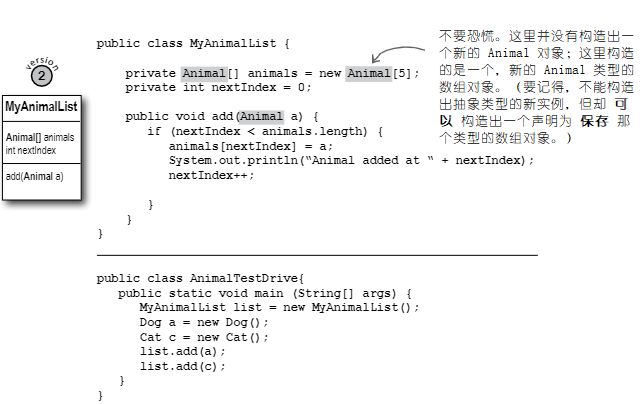 version
2
MyAnimalList
Animal[] animals
int nextIndex
add(Animal a)
public class MyAnimalList {
private Animal[] animals = new Animal[5];
private int nextIndex = 0;
public void add(Animal a) {
if (nextIndex < animals.length) {
animals[nextIndex] = a;
System.out.println(“Animal added at “ + nextIndex);
nextIndex++;
}
}
}
不要恐慌。这里并没有构造出一
个新的 Animal 对象；这里构造
的是一个，新的 Animal 类型的
数组对象。（要记得，不能构造
出抽象类型的新实例，但却 可
以 构造出一个声明为 保存 那
个类型的数组对象。）
public class AnimalTestDrive{
public static void main (String[] args) {
MyAnimalList list = new MyAnimalList();
Dog a = new Dog();
Cat c = new Cat();
list.add(a);
list.add(c);
}
}